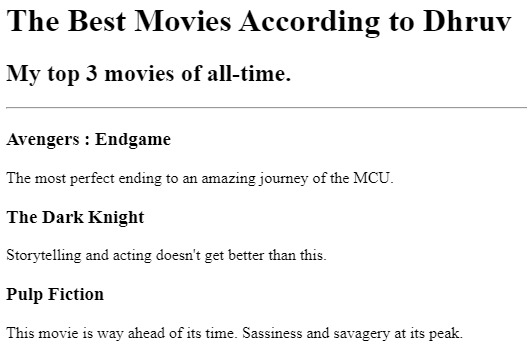 The Best Movies According to Dhruv
My top 3 movies of all-time.
Avengers : Endgame
The most perfect ending to an amazing journey of the MCU.
The Dark Knight
Storytelling and acting doesn't get better than this.
Pulp Fiction
This movie is way ahead of its time. Sassiness and savagery at its peak.